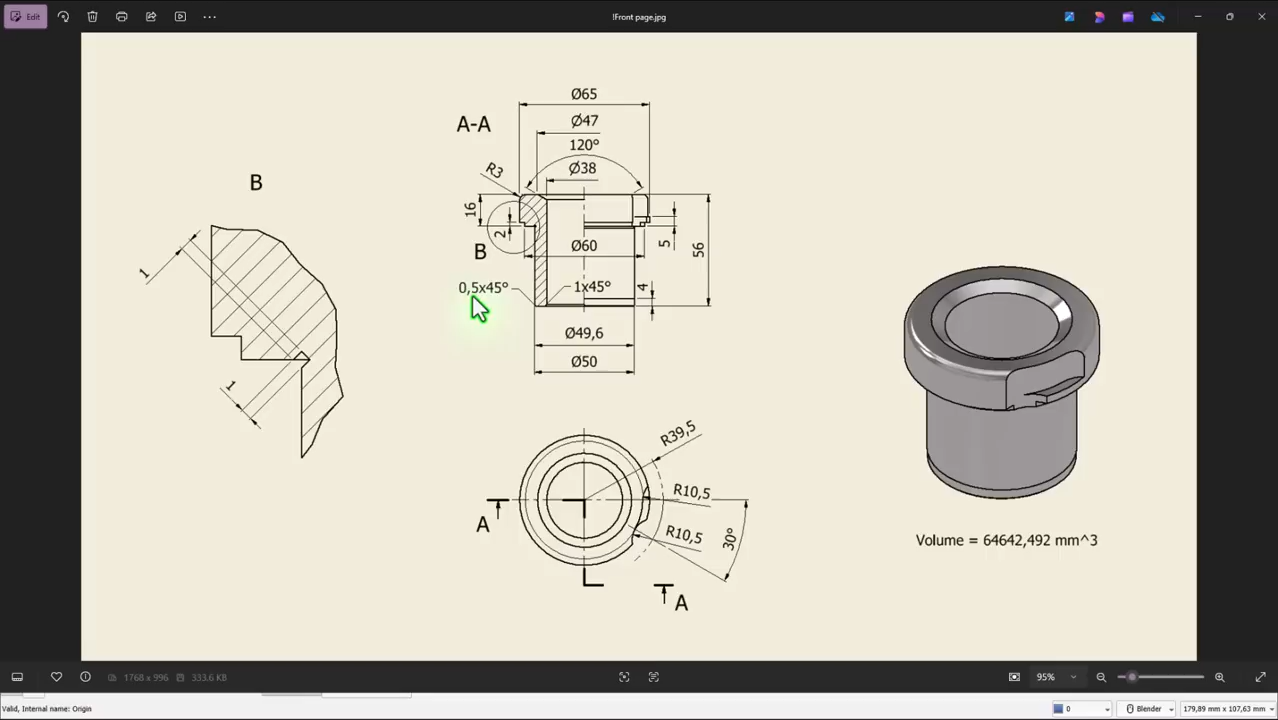 Edit
!Front page.jpg
Ø65
A-A
Ø47
120°
R3
Ø38
B
16
2
5
56
B
Ø60
1
0,5x45°
1x45°
4
Ø49,6
Ø50
1
R39,5
R10,5
A
R10,5
30°
A
Volume = 64642,492 mm^3
1768 x 996
333.6 KB
95%
Valid, Internal name: Origin
0
Blender
179,89 mm x 107,63 mm